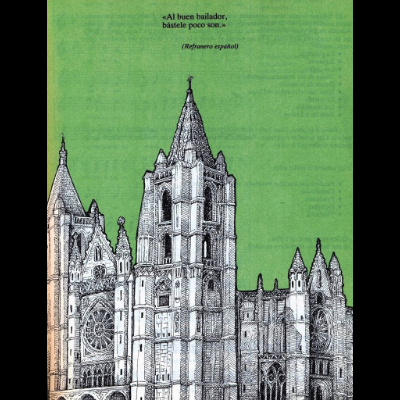 «Al buen bailador,
bástele poco son.»
(Refranero español)